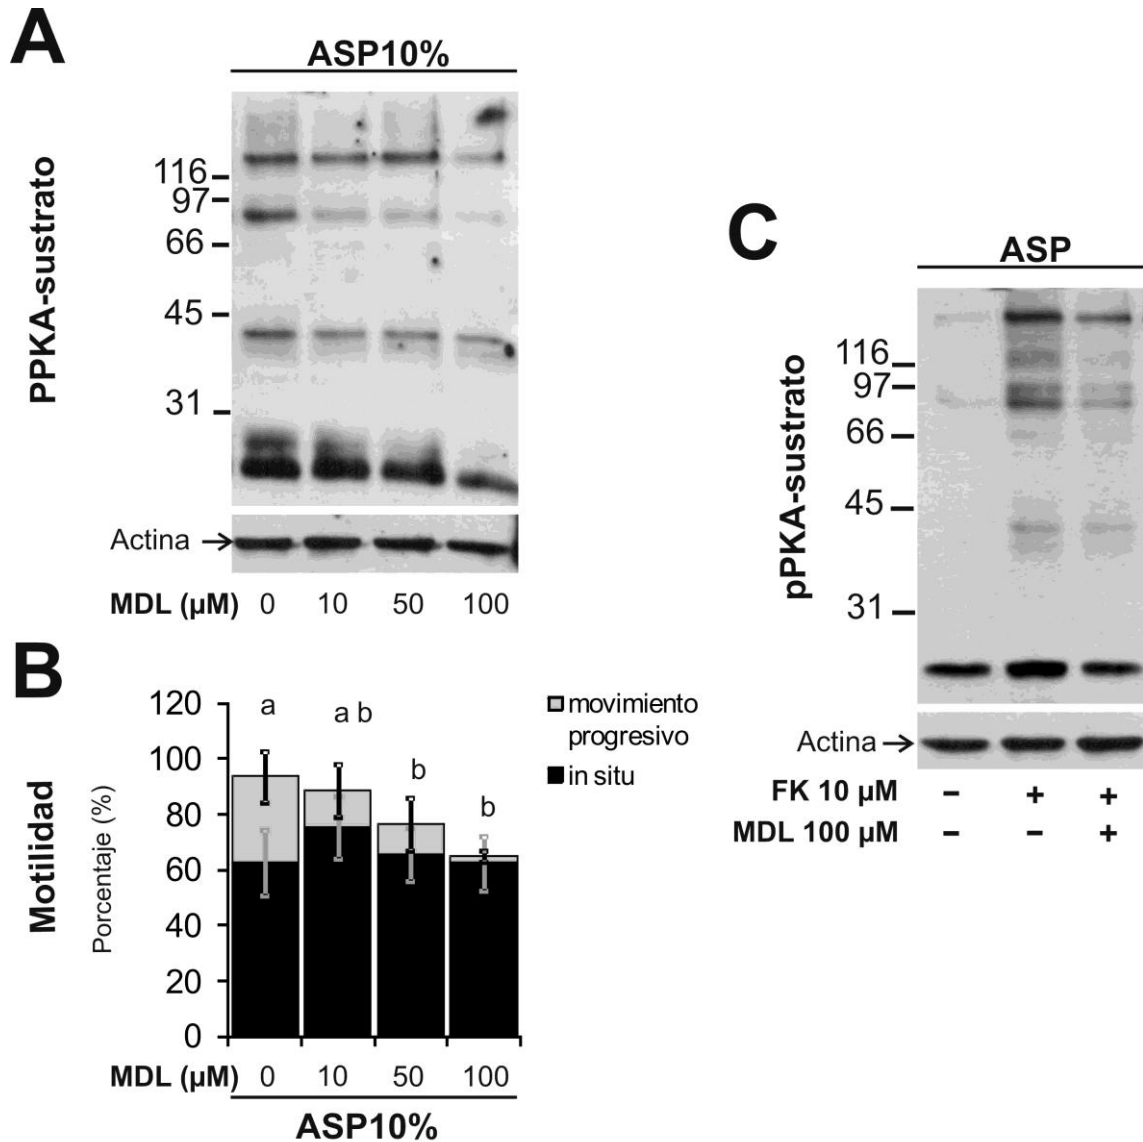 A
ASP10%
PPKA-sustrato
116
97
66
45
31
Actina
MDL (µM) 0 10 50 100
B
Motilidad
Porcentaje (%)
120
100
80
60
40
20
0
a
a b
b
b
movimiento
progresivo
in situ
MDL (µM) 0 10 50 100
ASP10%
C
ASP
pPKA-sustrato
116
97
66
45
31
Actina
FK 10 µM − + +
MDL 100 µM − − +